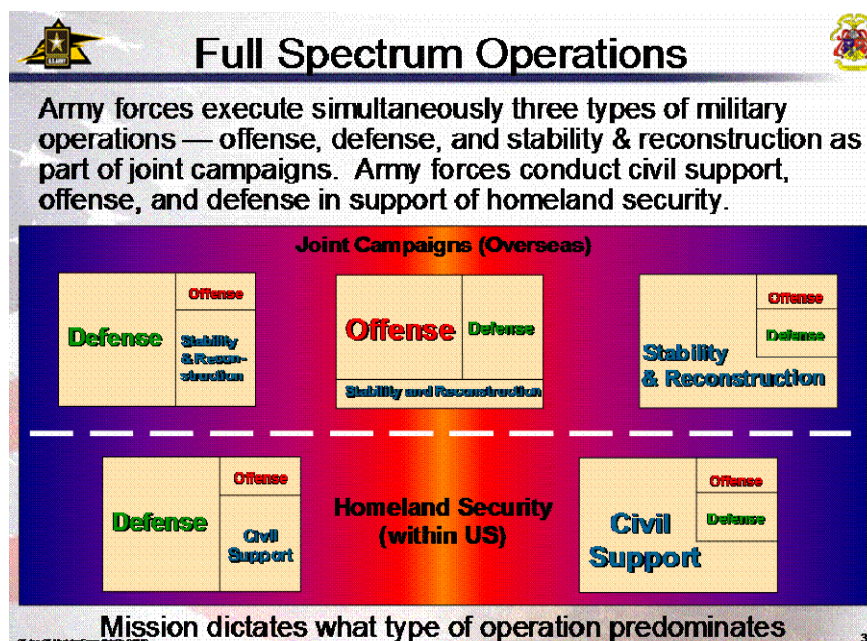 Full Spectrum Operations
Army forces execute simultaneously three types of military
operations — offense, defense, and stability & reconstruction as
part of joint campaigns. Army forces conduct civil support,
offense, and defense in support of homeland security.
Joint Campaigns (Overseas)
Defense
Offense
Stability
& Recon-
struction
Offense
Defense
Stability and Reconstruction
Offense
Defense
Stability
& Reconstruction
Defense
Offense
Civil
Support
Homeland Security
(within US)
Offense
Defense
Civil
Support
Mission dictates what type of operation predominates